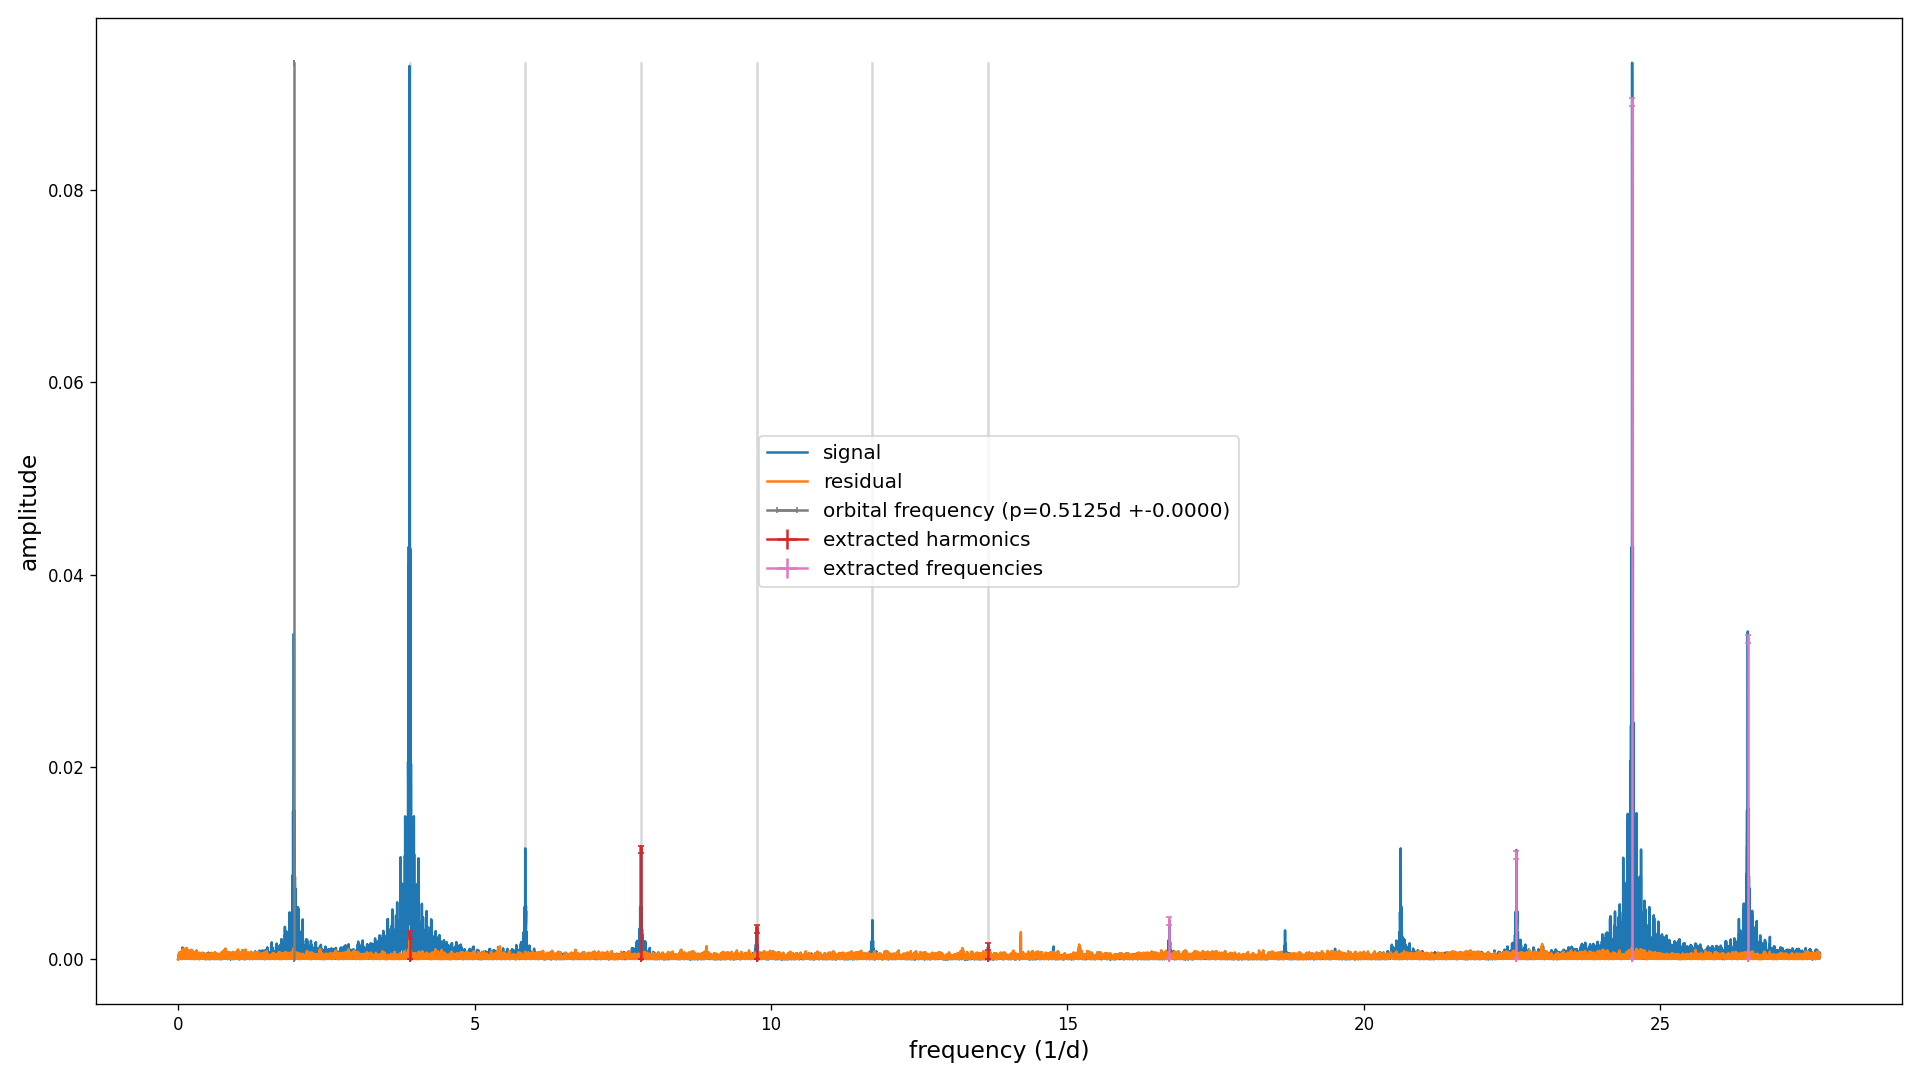 amplitude
0.08
0.06
0.04
0.02
0.00
signal
residual
orbital frequency (p=0.5125d +-0.0000)
extracted harmonics
extracted frequencies
0 5 10 15 20 25
frequency (1/d)